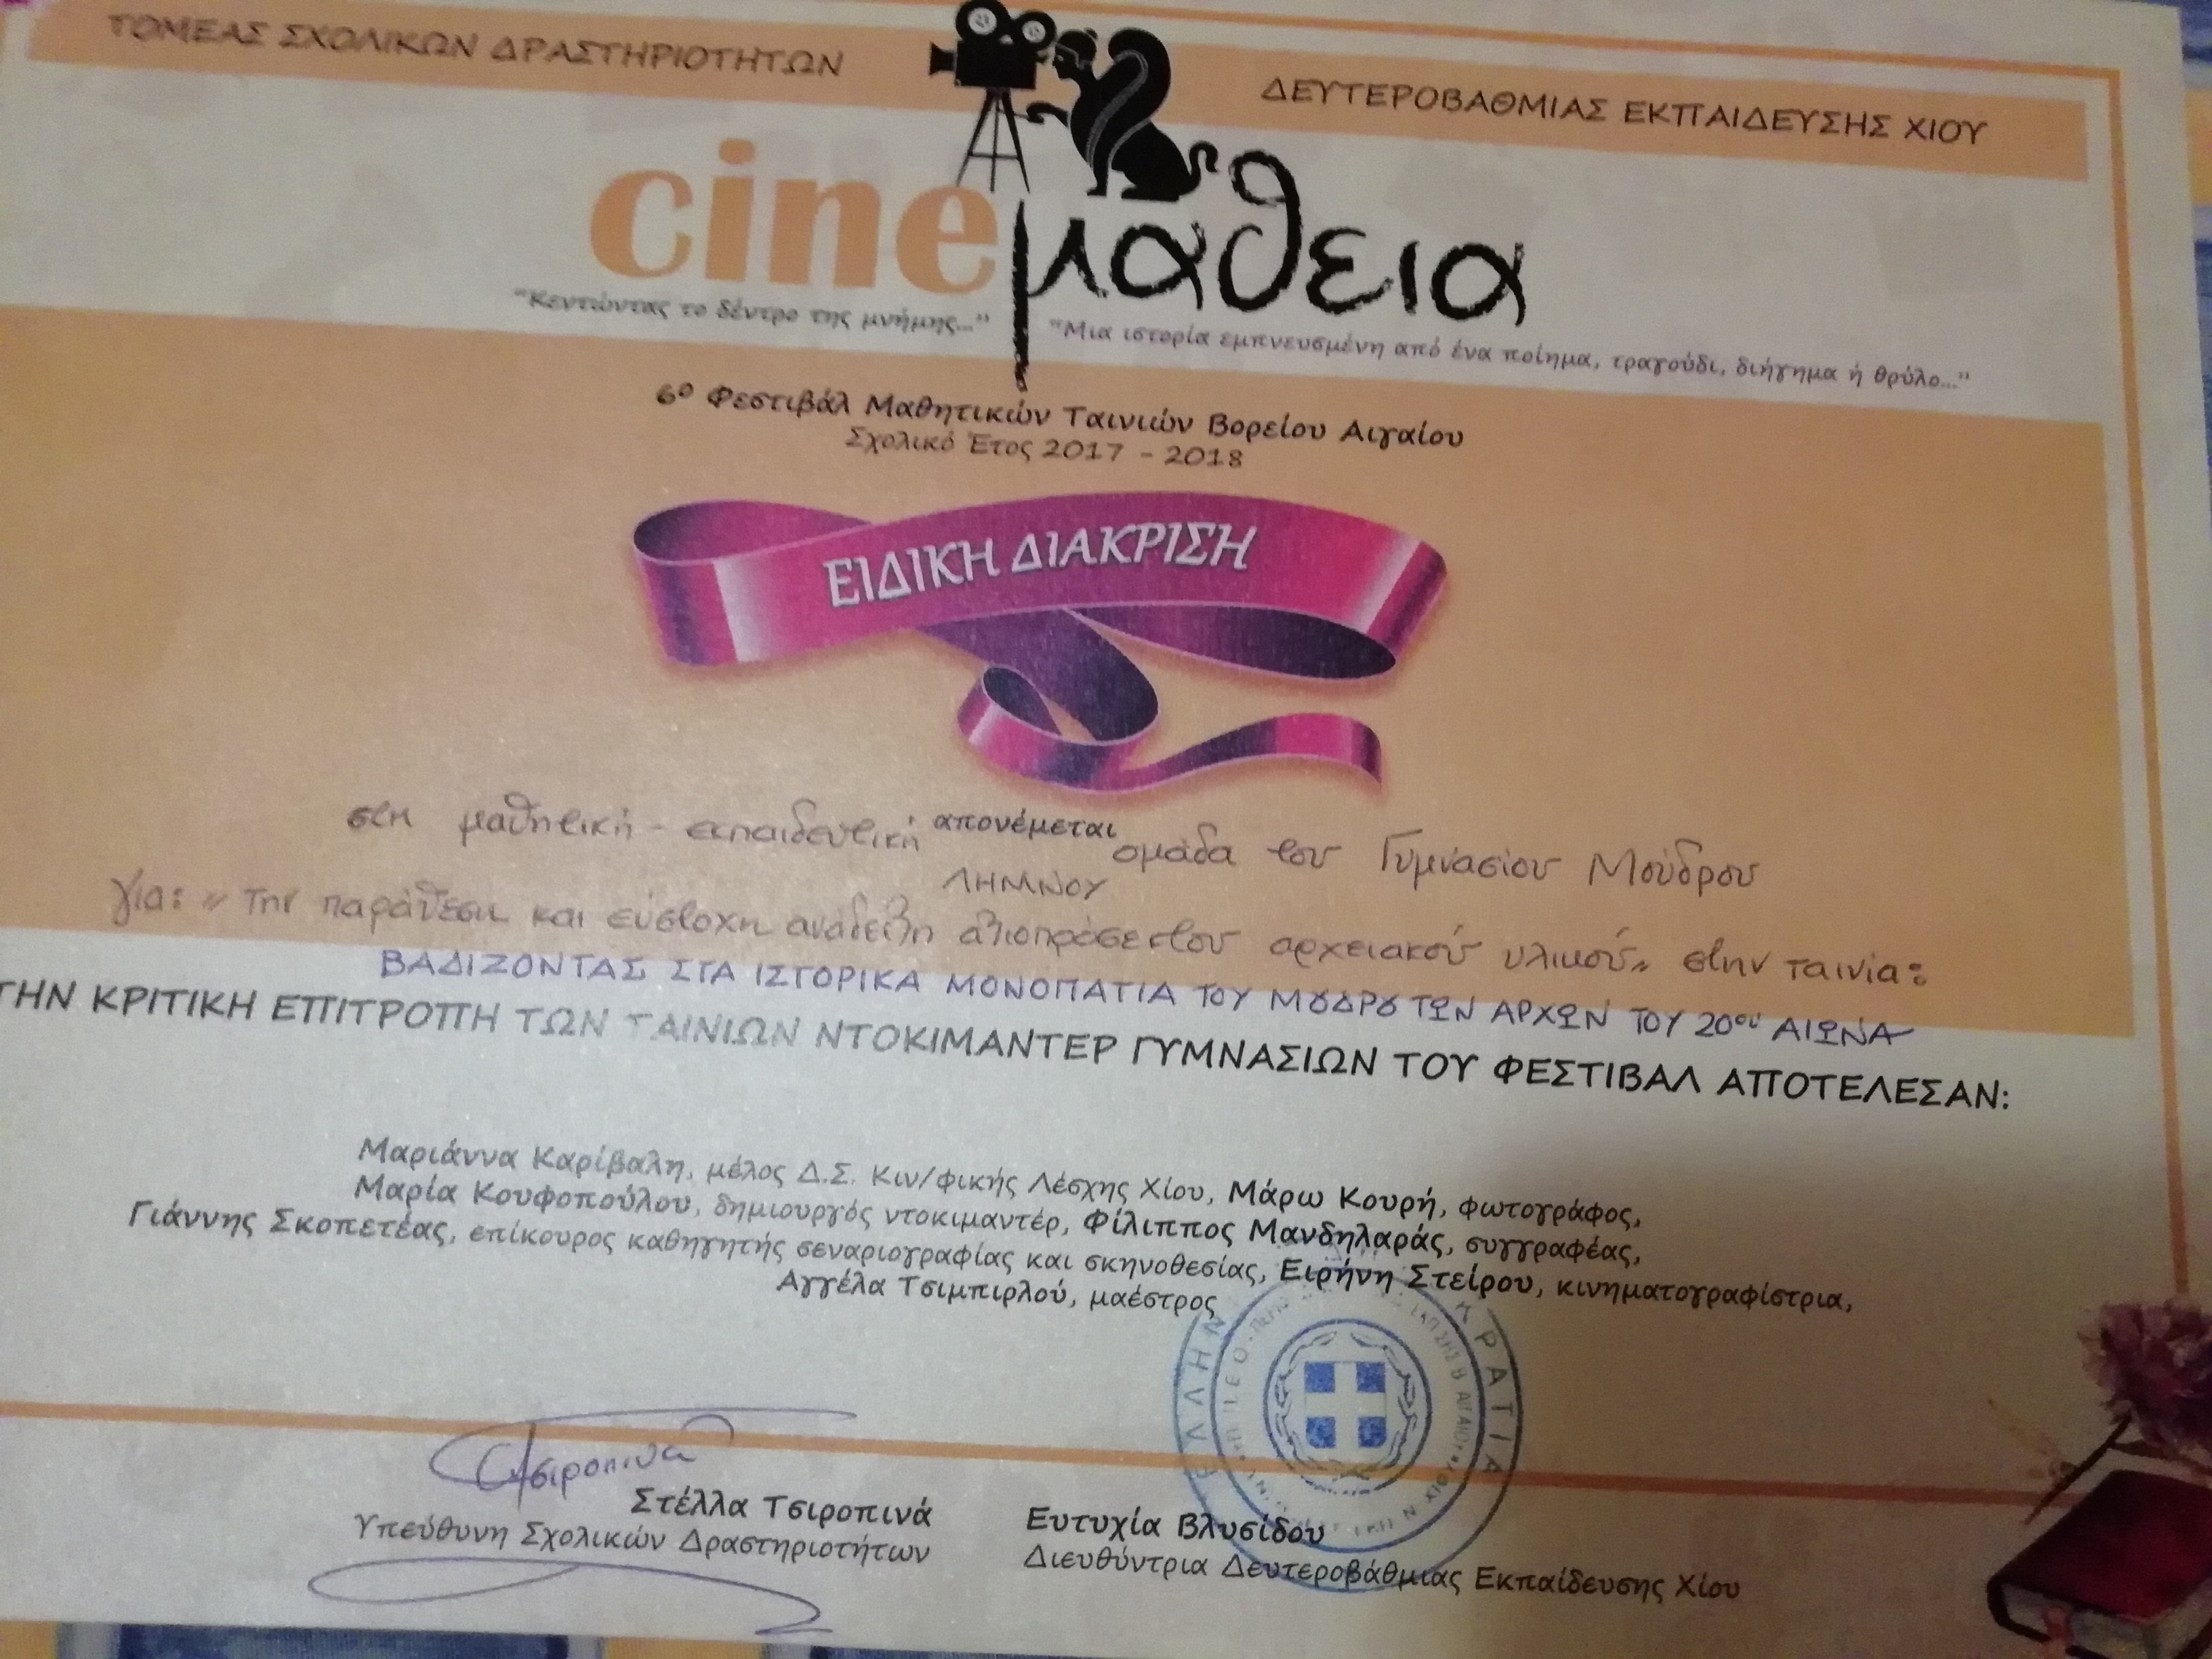 ΤΟΜΕΑΣ ΣΧΟΛΙΚΩΝ ΔΡΑΣΤΗΡΙΟΤΗΤΩΝ
ΔΕΥΤΕΡΟΒΑΘΜΙΑΣ ΕΚΠΑΙΔΕΥΣΗΣ ΧΙΟΥ
cine μαθεια
"Κεντώντας το δέντρο της μνήμης..."
"Μια ιστορία εμπνευσμένη από ένα ποίημα, τραγούδι, διήγημα ή θρύλο..."
6ο Φεστιβάλ Μαθητικών Ταινιών Βορείου Αιγαίου
Σχολικό Έτος 2017 - 2018
ΕΙΔΙΚΗ ΔΙΑΚΡΙΣΗ
απονέμεται
στη μαθητική - εκπαιδευτική ομάδα του Γυμνασίου Μούδρου
ΛΗΜΝΟΥ
για: "την παράθεση και εύστοχη ανάδειξη αξιοπρόσεκτου αρχειακού υλικού" στην ταινία:
ΒΑΔΙΖΟΝΤΑΣ ΣΤΑ ΙΣΤΟΡΙΚΑ ΜΟΝΟΠΑΤΙΑ ΤΟΥ ΜȢΔΡȢ ΤΩΝ ΑΡΧΩΝ ΤΟΥ 20ου ΑΙΩΝΑ
ΤΗΝ ΚΡΙΤΙΚΗ ΕΠΙΤΡΟΠΗ ΤΩΝ ΤΑΙΝΙΩΝ ΝΤΟΚΙΜΑΝΤΕΡ ΓΥΜΝΑΣΙΩΝ ΤΟΥ ΦΕΣΤΙΒΑΛ ΑΠΟΤΕΛΕΣΑΝ:
Μαριάννα Καρίβαλη, μέλος Δ.Σ. Κιν/φικής Λέσχης Χίου, Μάρω Κουρή, φωτογράφος,
Μαρία Κουφοπούλου, δημιουργός ντοκιμαντέρ, Φίλιππος Μανδηλαράς, συγγραφέας,
Γιάννης Σκοπετέας, επίκουρος καθηγητής σεναριογραφίας και σκηνοθεσίας, Ειρήνη Στείρου, κινηματογραφίστρια,
Αγγέλα Τσιμπιρλού, μαέστρος
Τσιροπινά
Στέλλα Τσιροπινά
Υπεύθυνη Σχολικών Δραστηριοτήτων
Ευτυχία Βλυσίδου
Διευθύντρια Δευτεροβάθμιας Εκπαίδευσης Χίου